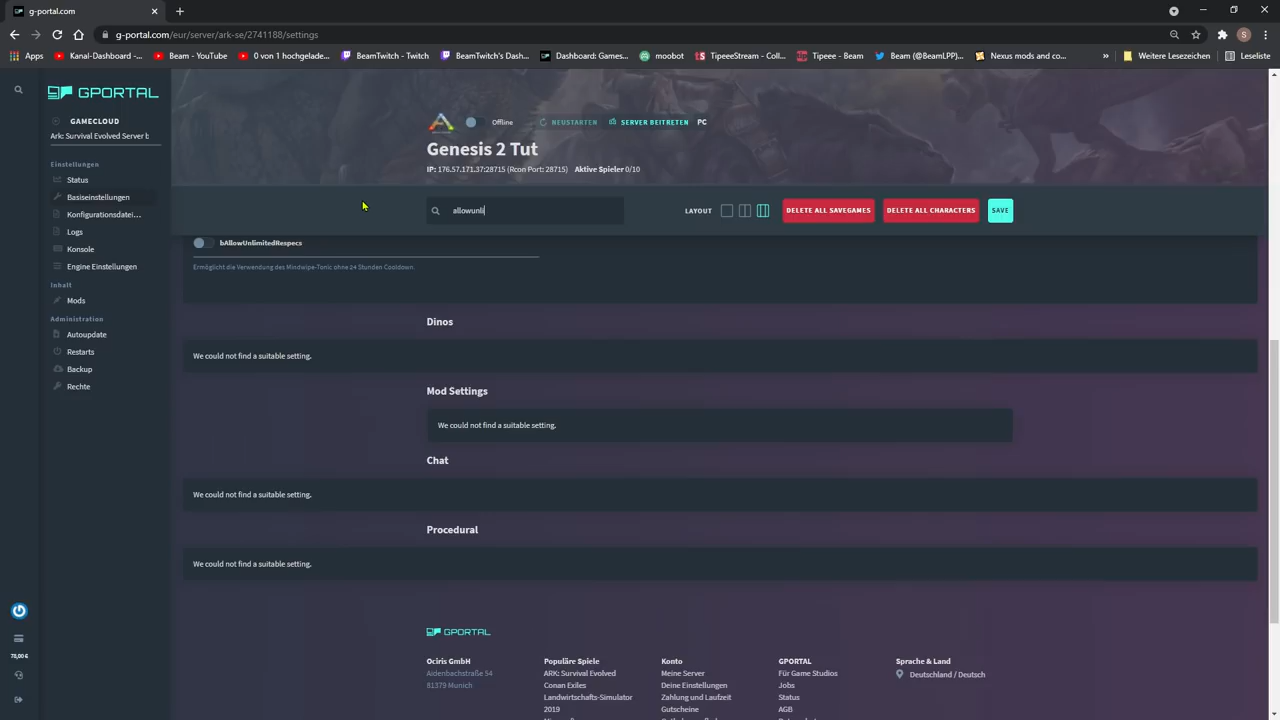 g-portal.com
g-portal.com/eur/server/ark-se/2741188/settings
S
Apps
Kanal-Dashboard -...
Beam - YouTube
0 von 1 hochgelade...
BeamTwitch - Twitch
BeamTwitch's Dash...
Dashboard: Games...
moobot
TipeeeStream - Coll...
Tipeee - Beam
Beam (@BeamLPP)...
Nexus mods and co...
»
Weitere Lesezeichen
Leseliste
GPORTAL
GAMECLOUD
Ark: Survival Evolved Server b
Einstellungen
Status
Basiseinstellungen
Konfigurationsdatei...
Logs
Konsole
Engine Einstellungen
Inhalt
Mods
Administration
Autoupdate
Restarts
Backup
Rechte
78,00 €
Offline
NEUSTARTEN
SERVER BEITRETEN
PC
Genesis 2 Tut
IP: 176.57.171.37:28715 (Rcon Port: 28715) Aktive Spieler 0/10
allowunli
LAYOUT
DELETE ALL SAVEGAMES
DELETE ALL CHARACTERS
SAVE
bAllowUnlimitedRespecs
Ermöglicht die Verwendung des Mindwipe-Tonic ohne 24 Stunden Cooldown.
Dinos
We could not find a suitable setting.
Mod Settings
We could not find a suitable setting.
Chat
We could not find a suitable setting.
Procedural
We could not find a suitable setting.
GPORTAL
Ociris GmbH
Aidenbachstraße 54
81379 Munich
Populäre Spiele
ARK: Survival Evolved
Conan Exiles
Landwirtschafts-Simulator
2019
Konto
Meine Server
Deine Einstellungen
Zahlung und Laufzeit
Gutscheine
GPORTAL
Für Game Studios
Jobs
Status
AGB
Sprache & Land
Deutschland / Deutsch